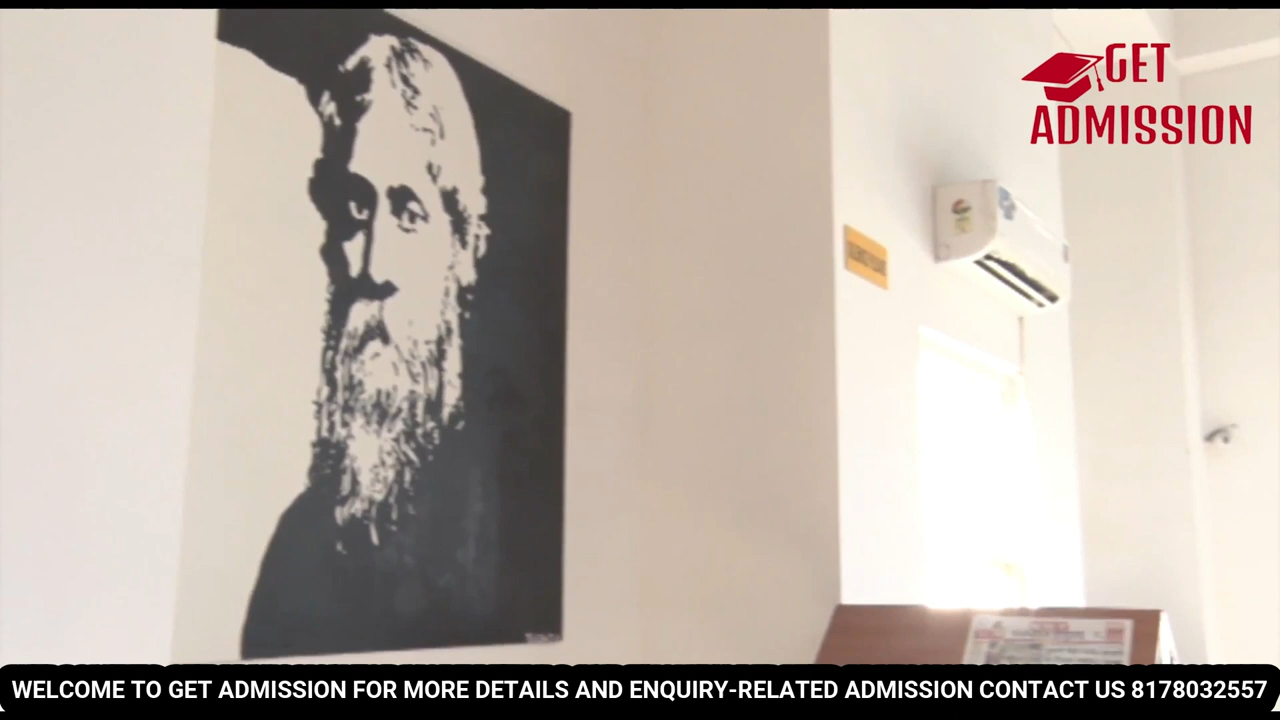 GET
ADMISSION
WELCOME TO GET ADMISSION FOR MORE DETAILS AND ENQUIRY-RELATED ADMISSION CONTACT US 8178032557